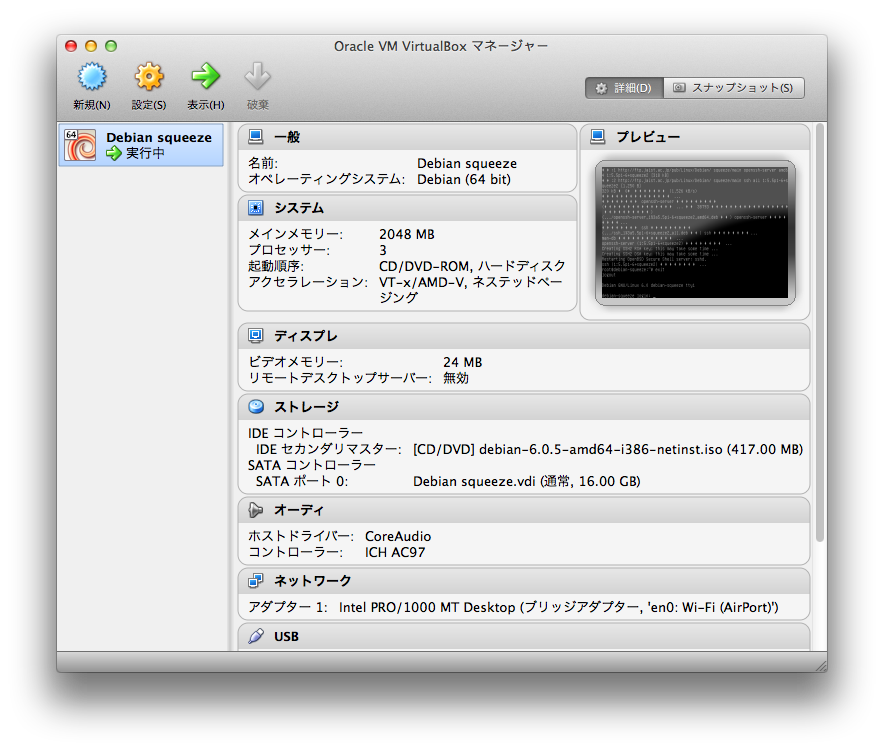 Oracle VM VirtualBox マネージャー
新規(N)
設定(S)
表示(H)
破棄
詳細(D)
スナップショット(S)
64
Debian squeeze
実行中
一般
名前: Debian squeeze
オペレーティングシステム: Debian (64 bit)
システム
メインメモリー: 2048 MB
プロセッサー: 3
起動順序: CD/DVD-ROM, ハードディスク
アクセラレーション: VT-x/AMD-V, ネステッドペー
ジング
プレビュー
ディスプレ
ビデオメモリー: 24 MB
リモートデスクトップサーバー: 無効
ストレージ
IDE コントローラー
IDE セカンダリマスター: [CD/DVD] debian-6.0.5-amd64-i386-netinst.iso (417.00 MB)
SATA コントローラー
SATA ポート 0: Debian squeeze.vdi (通常, 16.00 GB)
オーディ
ホストドライバー: CoreAudio
コントローラー: ICH AC97
ネットワーク
アダプター 1: Intel PRO/1000 MT Desktop (ブリッジアダプター, 'en0: Wi-Fi (AirPort)')
USB